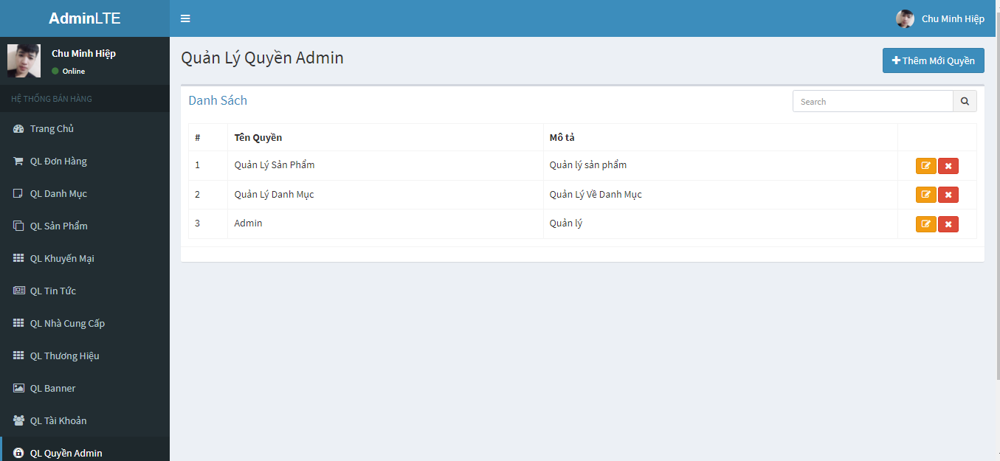 AdminLTE
Chu Minh Hiệp
Chu Minh Hiệp
Online
HỆ THỐNG BÁN HÀNG
Trang Chủ
QL Đơn Hàng
QL Danh Mục
QL Sản Phẩm
QL Khuyến Mại
QL Tin Tức
QL Nhà Cung Cấp
QL Thương Hiệu
QL Banner
QL Tài Khoản
QL Quyền Admin
Quản Lý Quyền Admin
Thêm Mới Quyền
Danh Sách
Search
# Tên Quyền Mô tả
1 Quản Lý Sản Phẩm Quản lý sản phẩm
2 Quản Lý Danh Mục Quản Lý Về Danh Mục
3 Admin Quản lý